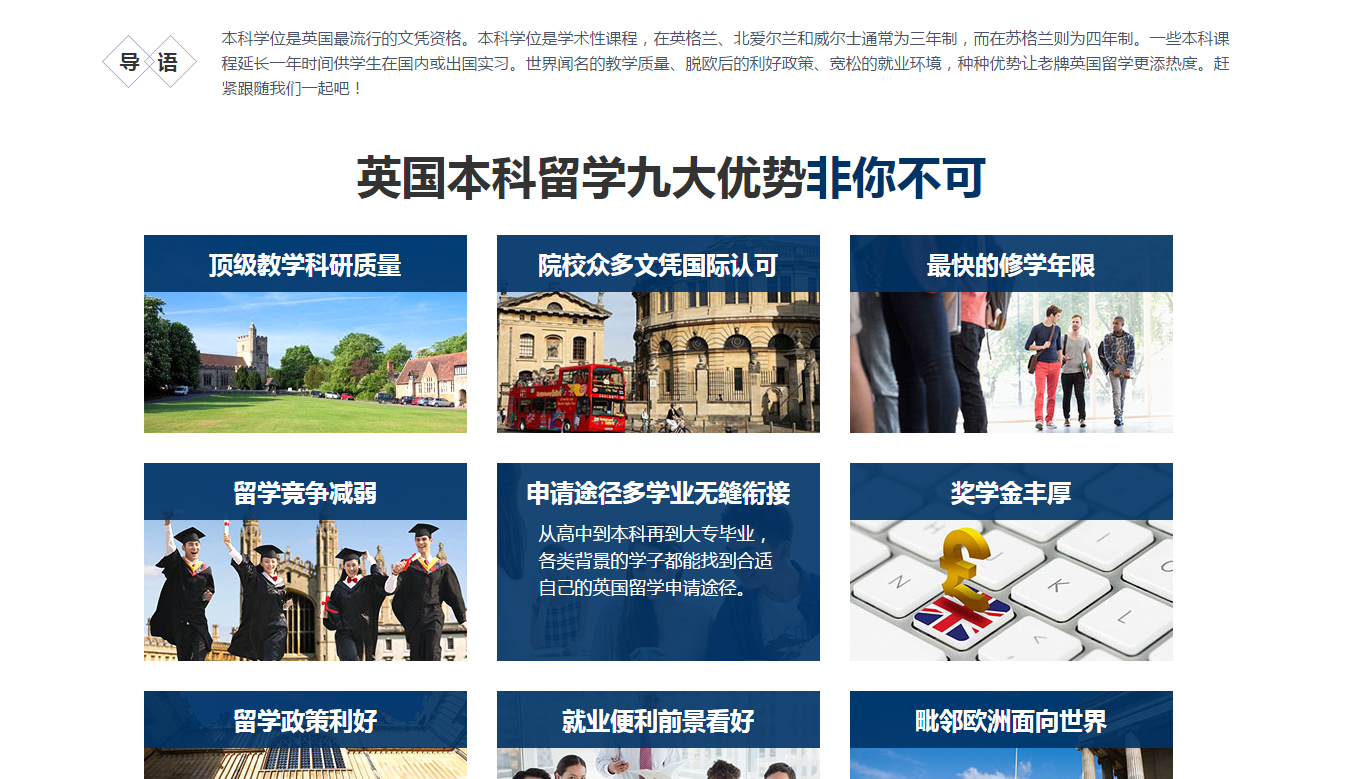 导 语
本科学位是英国最流行的文凭资格。本科学位是学术性课程，在英格兰、北爱尔兰和威尔士通常为三年制，而在苏格兰则为四年制。一些本科课
程延长一年时间供学生在国内或出国实习。世界闻名的教学质量、脱欧后的利好政策、宽松的就业环境，种种优势让老牌英国留学更添热度。赶
紧跟随我们一起吧！
英国本科留学九大优势非你不可
顶级教学科研质量
院校众多文凭国际认可
最快的修学年限
留学竞争减弱
申请途径多学业无缝衔接
从高中到本科再到大专毕业，
各类背景的学子都能找到合适
自己的英国留学申请途径。
奖学金丰厚
N
K
L
留学政策利好
就业便利前景看好
毗邻欧洲面向世界